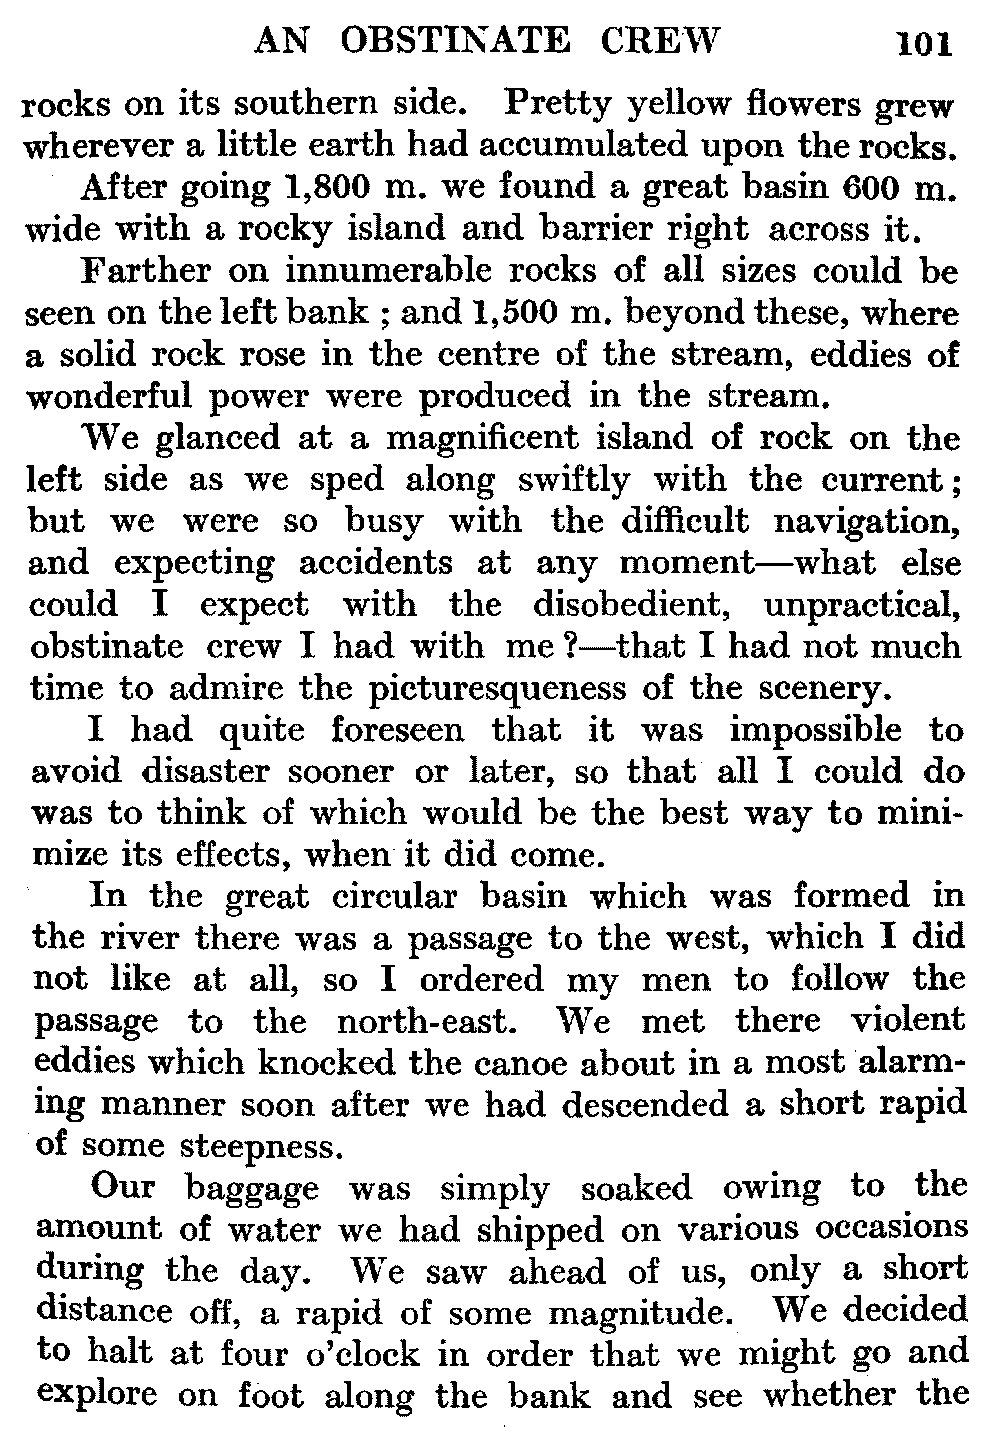 AN OBSTINATE CREW 101
rocks on its southern side. Pretty yellow flowers grew
wherever a little earth had accumulated upon the rocks.
After going 1,800 m. we found a great basin 600 m.
wide with a rocky island and barrier right across it.
Farther on innumerable rocks of all sizes could be
seen on the left bank ; and 1,500 m. beyond these, where
a solid rock rose in the centre of the stream, eddies of
wonderful power were produced in the stream.
We glanced at a magnificent island of rock on the
left side as we sped along swiftly with the current ;
but we were so busy with the difficult navigation,
and expecting accidents at any moment—what else
could I expect with the disobedient, unpractical,
obstinate crew I had with me ?—that I had not much
time to admire the picturesqueness of the scenery.
I had quite foreseen that it was impossible to
avoid disaster sooner or later, so that all I could do
was to think of which would be the best way to mini-
mize its effects, when it did come.
In the great circular basin which was formed in
the river there was a passage to the west, which I did
not like at all, so I ordered my men to follow the
passage to the north-east. We met there violent
eddies which knocked the canoe about in a most alarm-
ing manner soon after we had descended a short rapid
of some steepness.
Our baggage was simply soaked owing to the
amount of water we had shipped on various occasions
during the day. We saw ahead of us, only a short
distance off, a rapid of some magnitude. We decided
to halt at four o'clock in order that we might go and
explore on foot along the bank and see whether the